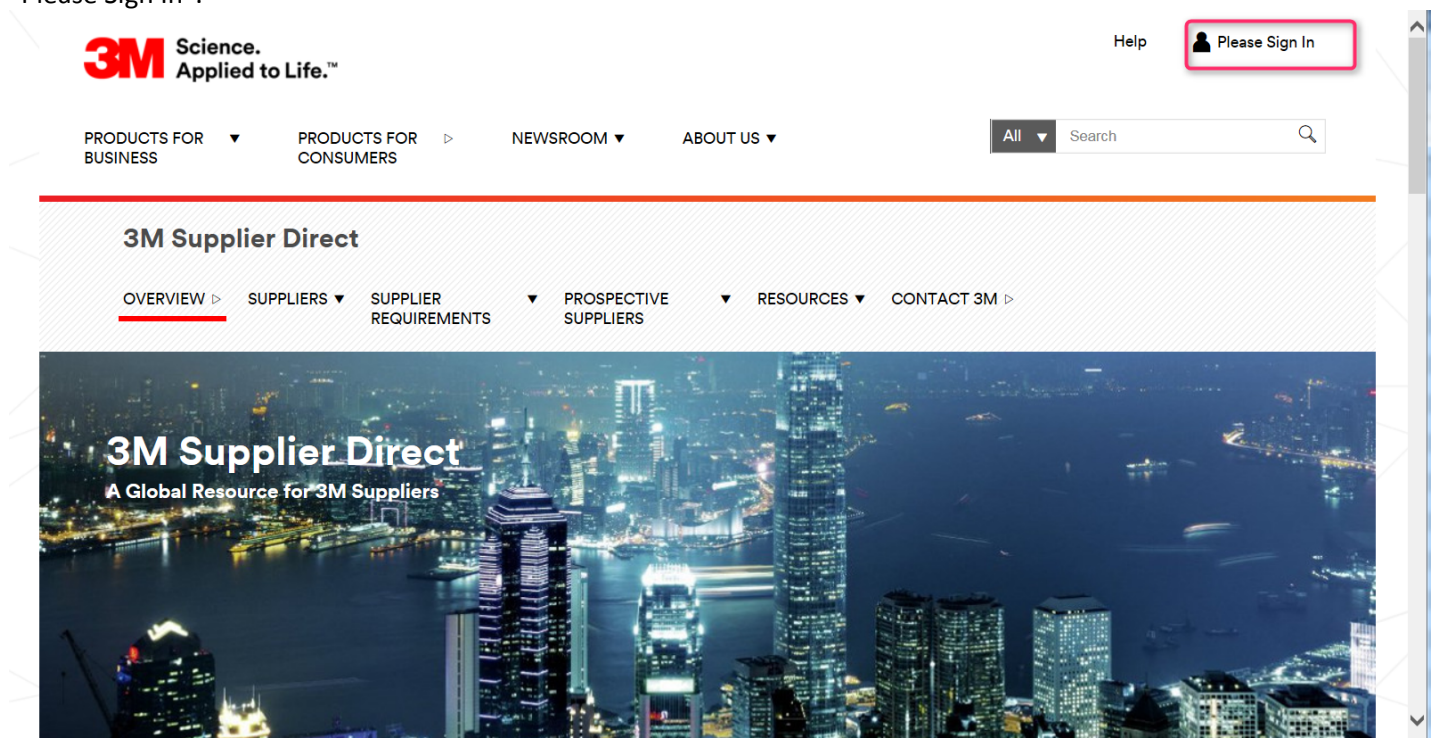 Please Sign In".
3M Science.
Applied to Life.™
Help
Please Sign In
PRODUCTS FOR
BUSINESS
PRODUCTS FOR
CONSUMERS
NEWSROOM
ABOUT US
All
Search
3M Supplier Direct
OVERVIEW
SUPPLIERS
SUPPLIER
REQUIREMENTS
PROSPECTIVE
SUPPLIERS
RESOURCES
CONTACT 3M
3M Supplier Direct
A Global Resource for 3M Suppliers